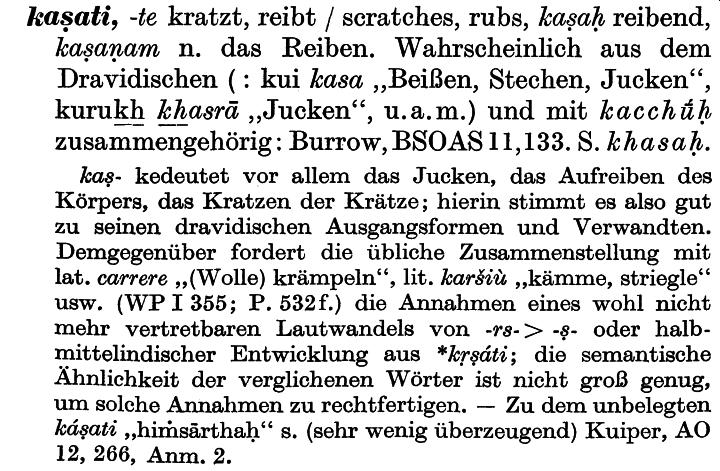 kaṣati, -te kratzt, reibt / scratches, rubs, kaṣaḥ reibend,
kaṣaṇam n. das Reiben. Wahrscheinlich aus dem
Dravidischen (: kui kasa „Beißen, Stechen, Jucken“,
kurukh khasrā „Jucken“, u.a.m.) und mit kacchū́ḥ
zusammengehörig: Burrow, BSOAS 11,133. S. khasaḥ.
kaṣ- kedeutet vor allem das Jucken, das Aufreiben des
Körpers, das Kratzen der Krätze; hierin stimmt es also gut
zu seinen dravidischen Ausgangsformen und Verwandten.
Demgegenüber fordert die übliche Zusammenstellung mit
lat. carrere „(Wolle) krämpeln“, lit. karšiù „kämme, striegle“
usw. (WP I 355; P. 532f.) die Annahmen eines wohl nicht
mehr vertretbaren Lautwandels von -rs- > -ṣ- oder halb-
mittelindischer Entwicklung aus *kṛṣáti; die semantische
Ähnlichkeit der verglichenen Wörter ist nicht groß genug,
um solche Annahmen zu rechtfertigen. — Zu dem unbelegten
káṣati „hiṁsārthaḥ“ s. (sehr wenig überzeugend) Kuiper, AO
12, 266, Anm. 2.